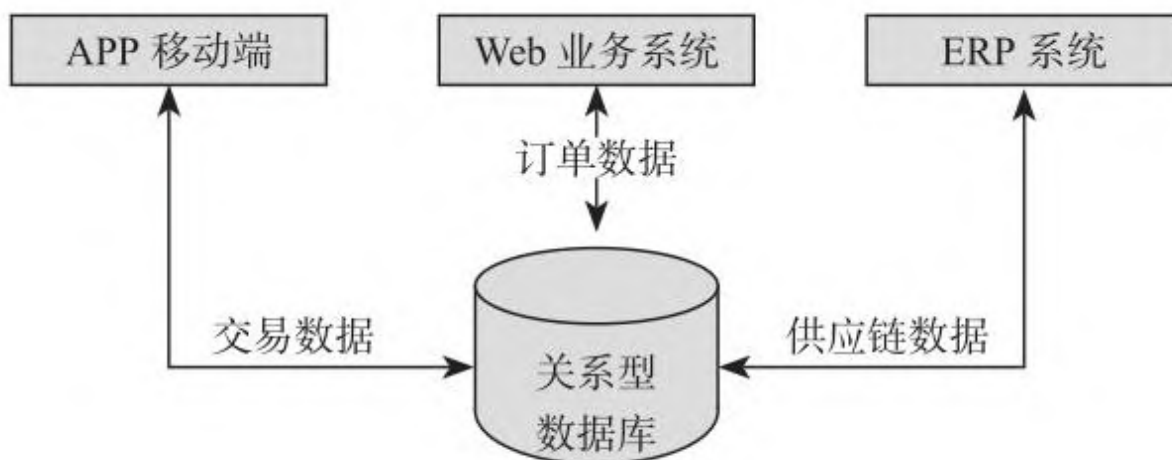 APP 移动端
Web 业务系统
ERP 系统
订单数据
交易数据
供应链数据
关系型
数据库